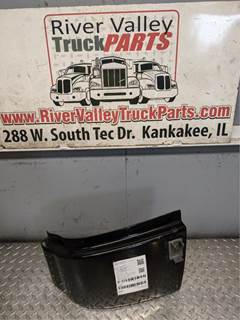 River Valley
TruckPARTS
www.RiverValleyTruckParts.com
288 W. South Tec Dr. Kankakee, IL